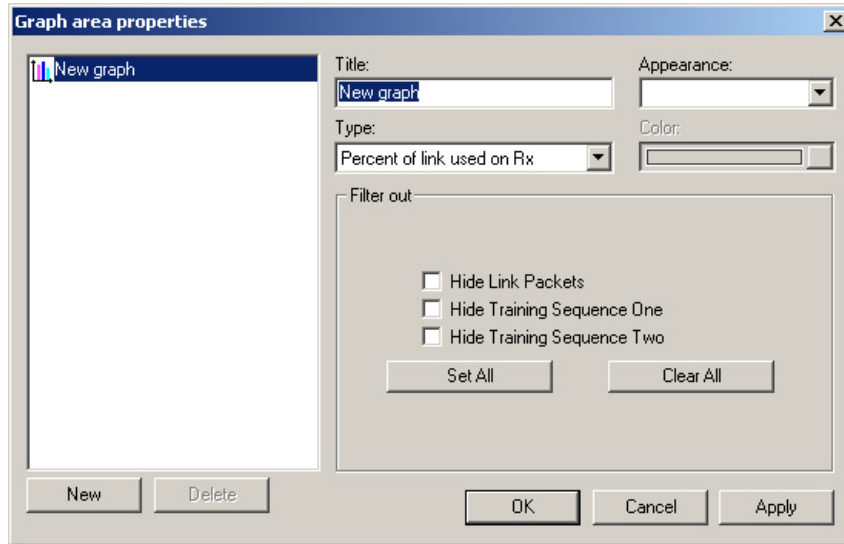 Graph area properties
New graph
Title:
Appearance:
New graph
Type:
Color:
Percent of link used on Rx
Filter out
Hide Link Packets
Hide Training Sequence One
Hide Training Sequence Two
Set All
Clear All
New
Delete
OK
Cancel
Apply